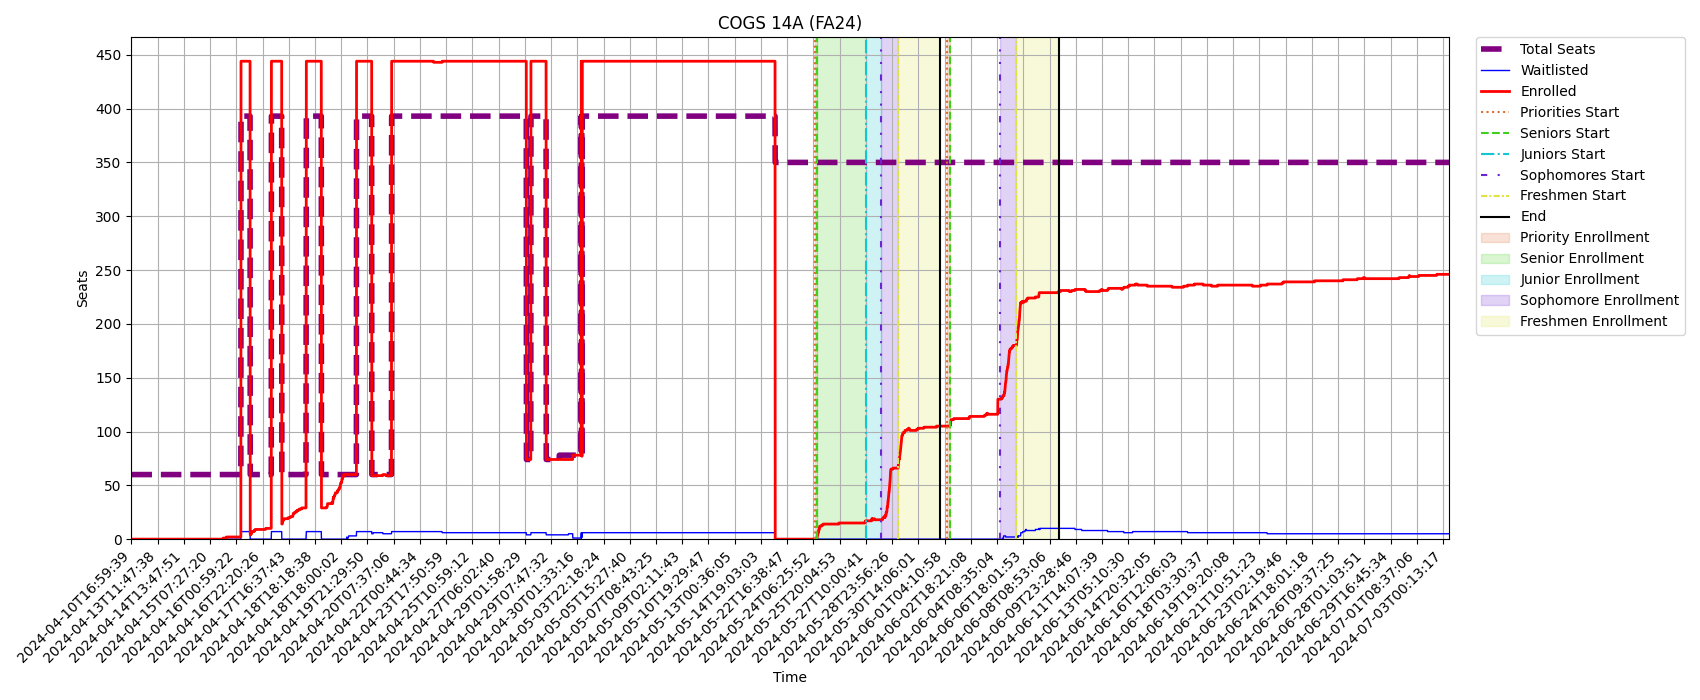 COGS 14A (FA24)
Seats
450
400
350
300
250
200
150
100
50
0
2024-04-10T16:59:39
2024-04-13T11:47:38
2024-04-14T13:47:51
2024-04-15T07:27:20
2024-04-16T00:59:22
2024-04-16T22:20:26
2024-04-17T16:37:43
2024-04-18T18:18:38
2024-04-18T18:00:02
2024-04-19T21:29:50
2024-04-20T07:37:06
2024-04-22T00:44:34
2024-04-23T17:50:59
2024-04-25T10:59:12
2024-04-27T06:02:40
2024-04-29T01:58:29
2024-04-29T07:47:32
2024-04-30T01:33:16
2024-05-03T22:18:24
2024-05-05T15:27:40
2024-05-07T08:43:25
2024-05-09T02:11:43
2024-05-10T19:29:47
2024-05-13T00:36:05
2024-05-14T19:03:03
2024-05-22T16:38:47
2024-05-24T06:25:52
2024-05-25T20:04:53
2024-05-27T10:00:41
2024-05-28T23:56:26
2024-05-30T14:06:01
2024-06-01T04:10:58
2024-06-02T18:21:08
2024-06-04T08:35:04
2024-06-06T18:01:53
2024-06-08T08:53:06
2024-06-09T23:28:46
2024-06-11T14:07:39
2024-06-13T05:10:30
2024-06-14T20:32:05
2024-06-16T12:06:03
2024-06-18T03:30:37
2024-06-19T19:20:08
2024-06-21T10:51:23
2024-06-23T02:19:46
2024-06-24T18:01:18
2024-06-26T09:37:25
2024-06-28T01:03:51
2024-06-29T16:45:34
2024-07-01T08:37:06
2024-07-03T00:13:17
Time
Total Seats
Waitlisted
Enrolled
Priorities Start
Seniors Start
Juniors Start
Sophomores Start
Freshmen Start
End
Priority Enrollment
Senior Enrollment
Junior Enrollment
Sophomore Enrollment
Freshmen Enrollment